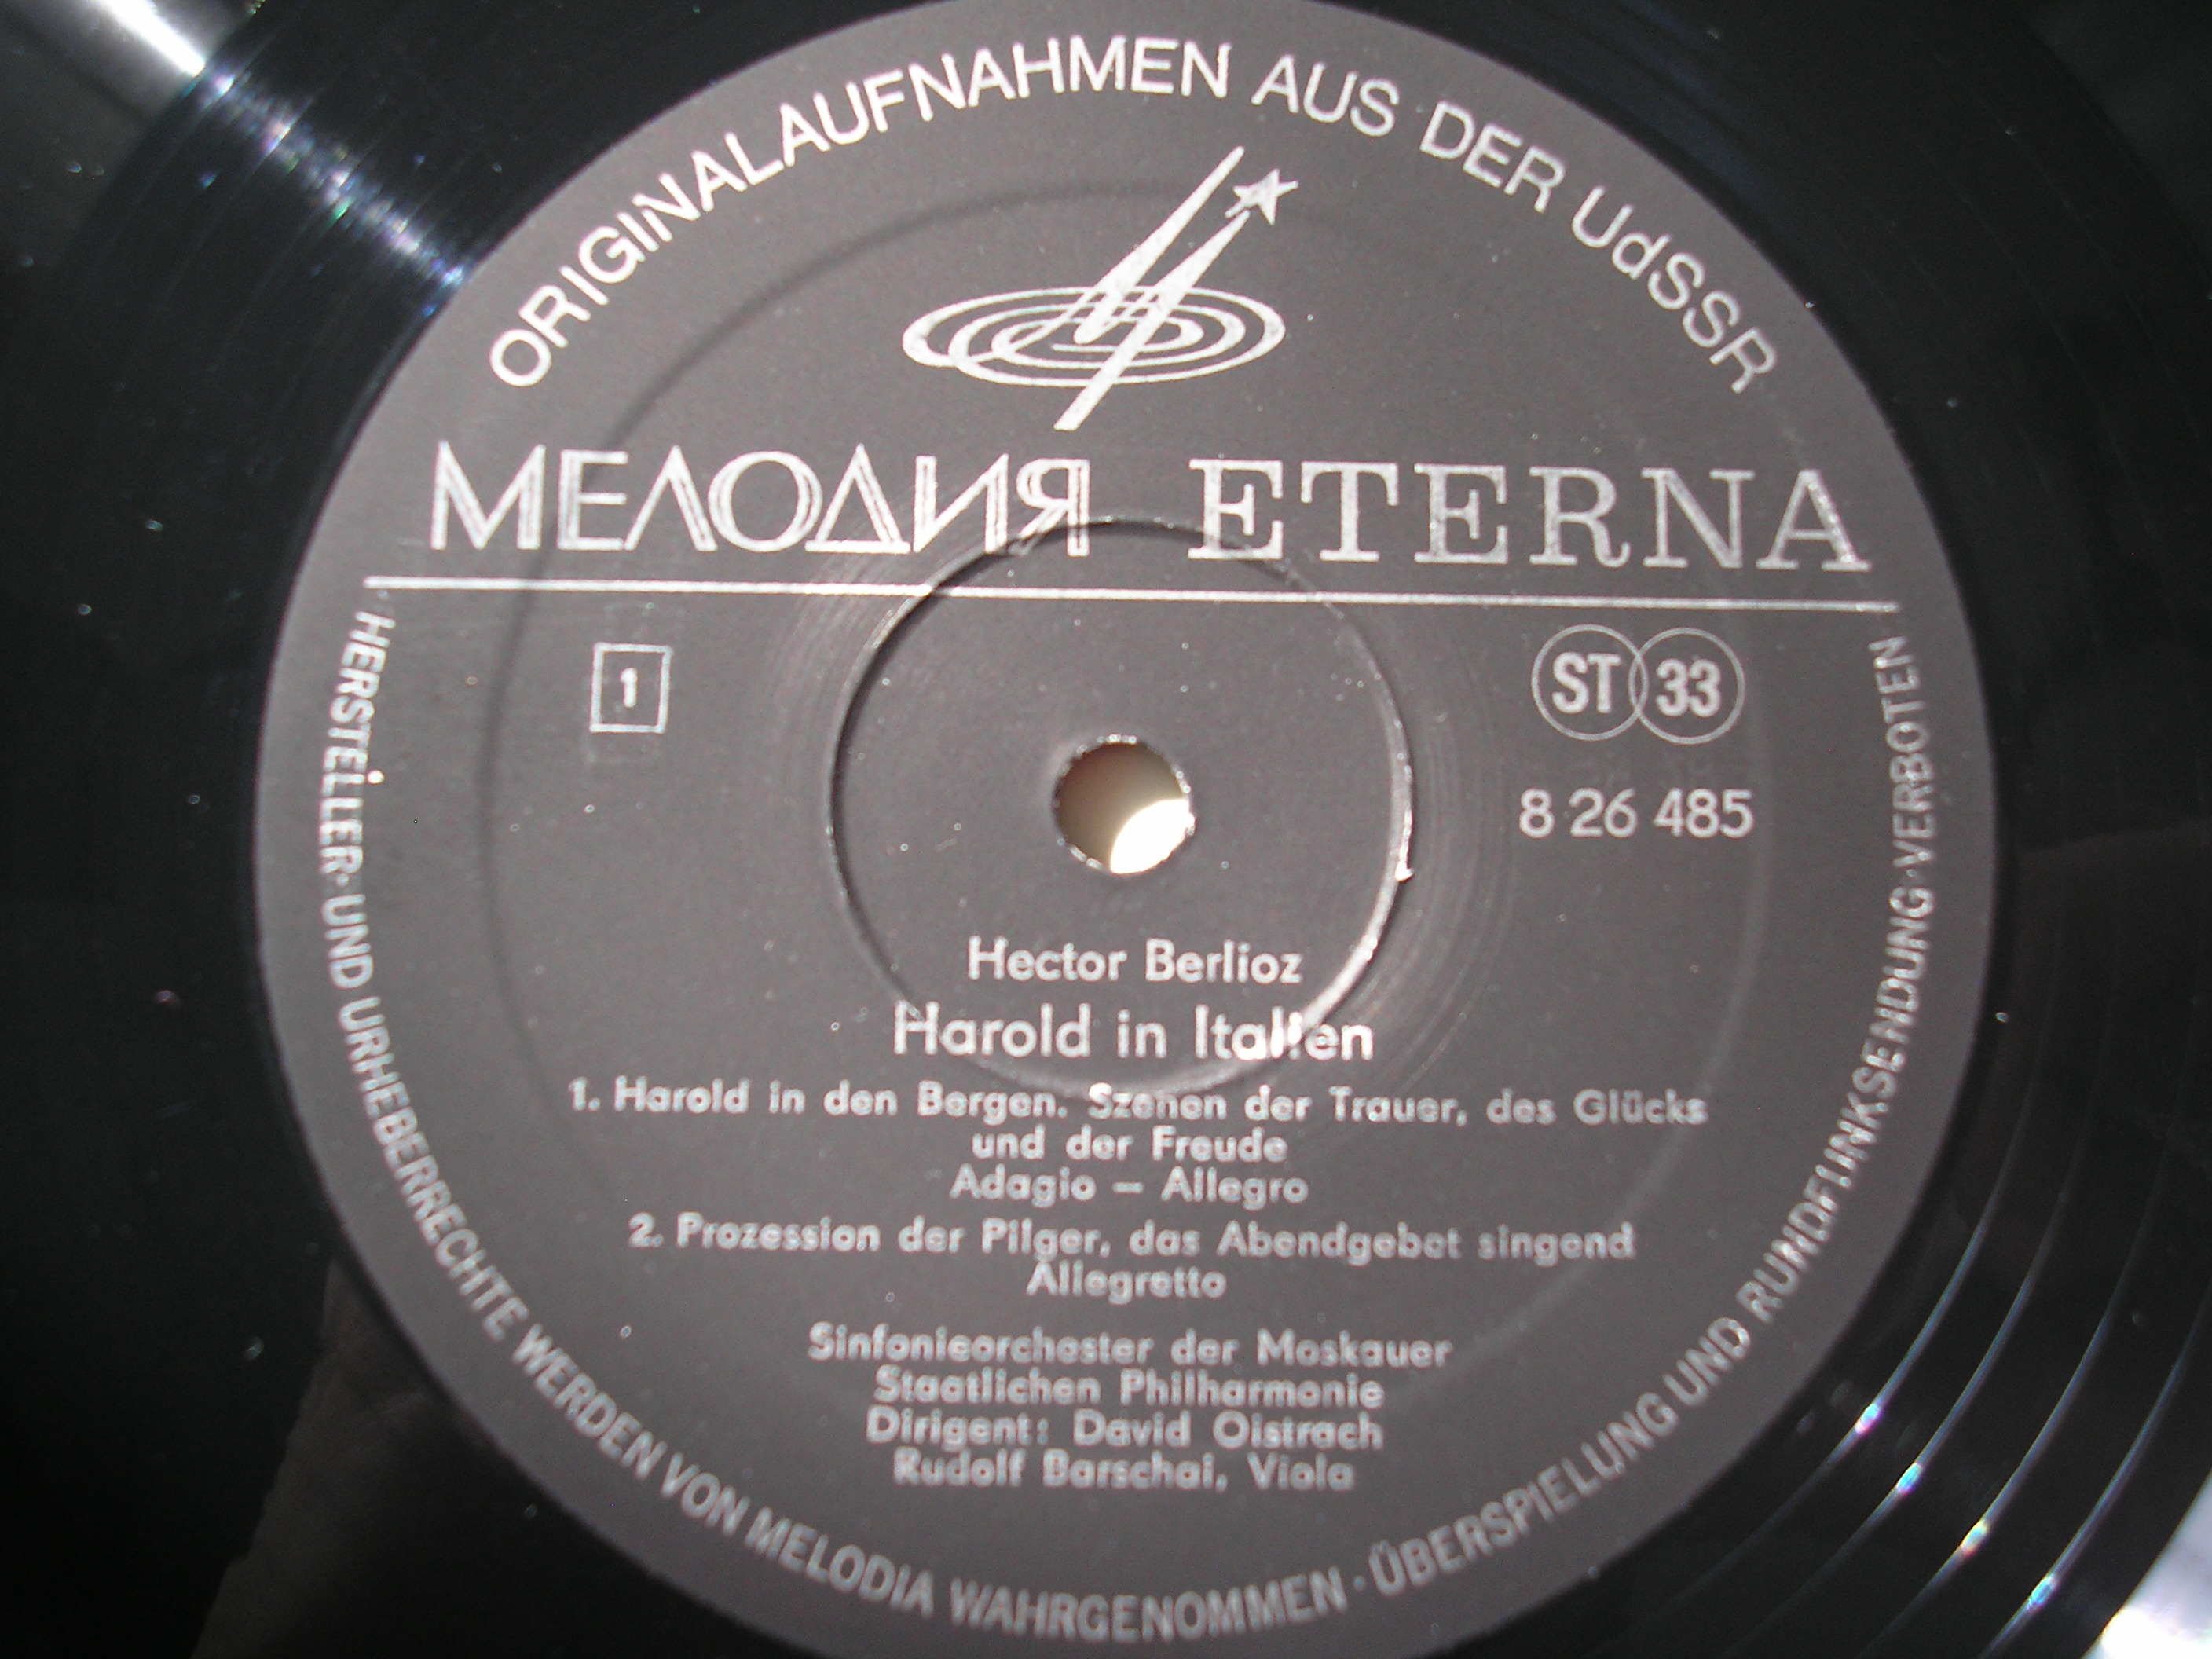 ORIGINALAUFNAHMEN AUS DER UdSSR
МЕЛОДИЯ ETERNA
1
ST 33
8 26 485
Hector Berlioz
Harold in Italien
1. Harold in den Bergen. Szenen der Trauer, des Glücks
und der Freude
Adagio – Allegro
2. Prozession der Pilger, das Abendgebet singend
Allegretto
Sinfonieorchester der Moskauer
Staatlichen Philharmonie
Dirigent: David Oistrach
Rudolf Barschai, Viola
HERSTELLER- UND URHEBERRECHTE WERDEN VON MELODIA WAHRGENOMMEN · ÜBERSPIELUNG UND RUNDFUNKSENDUNG VERBOTEN